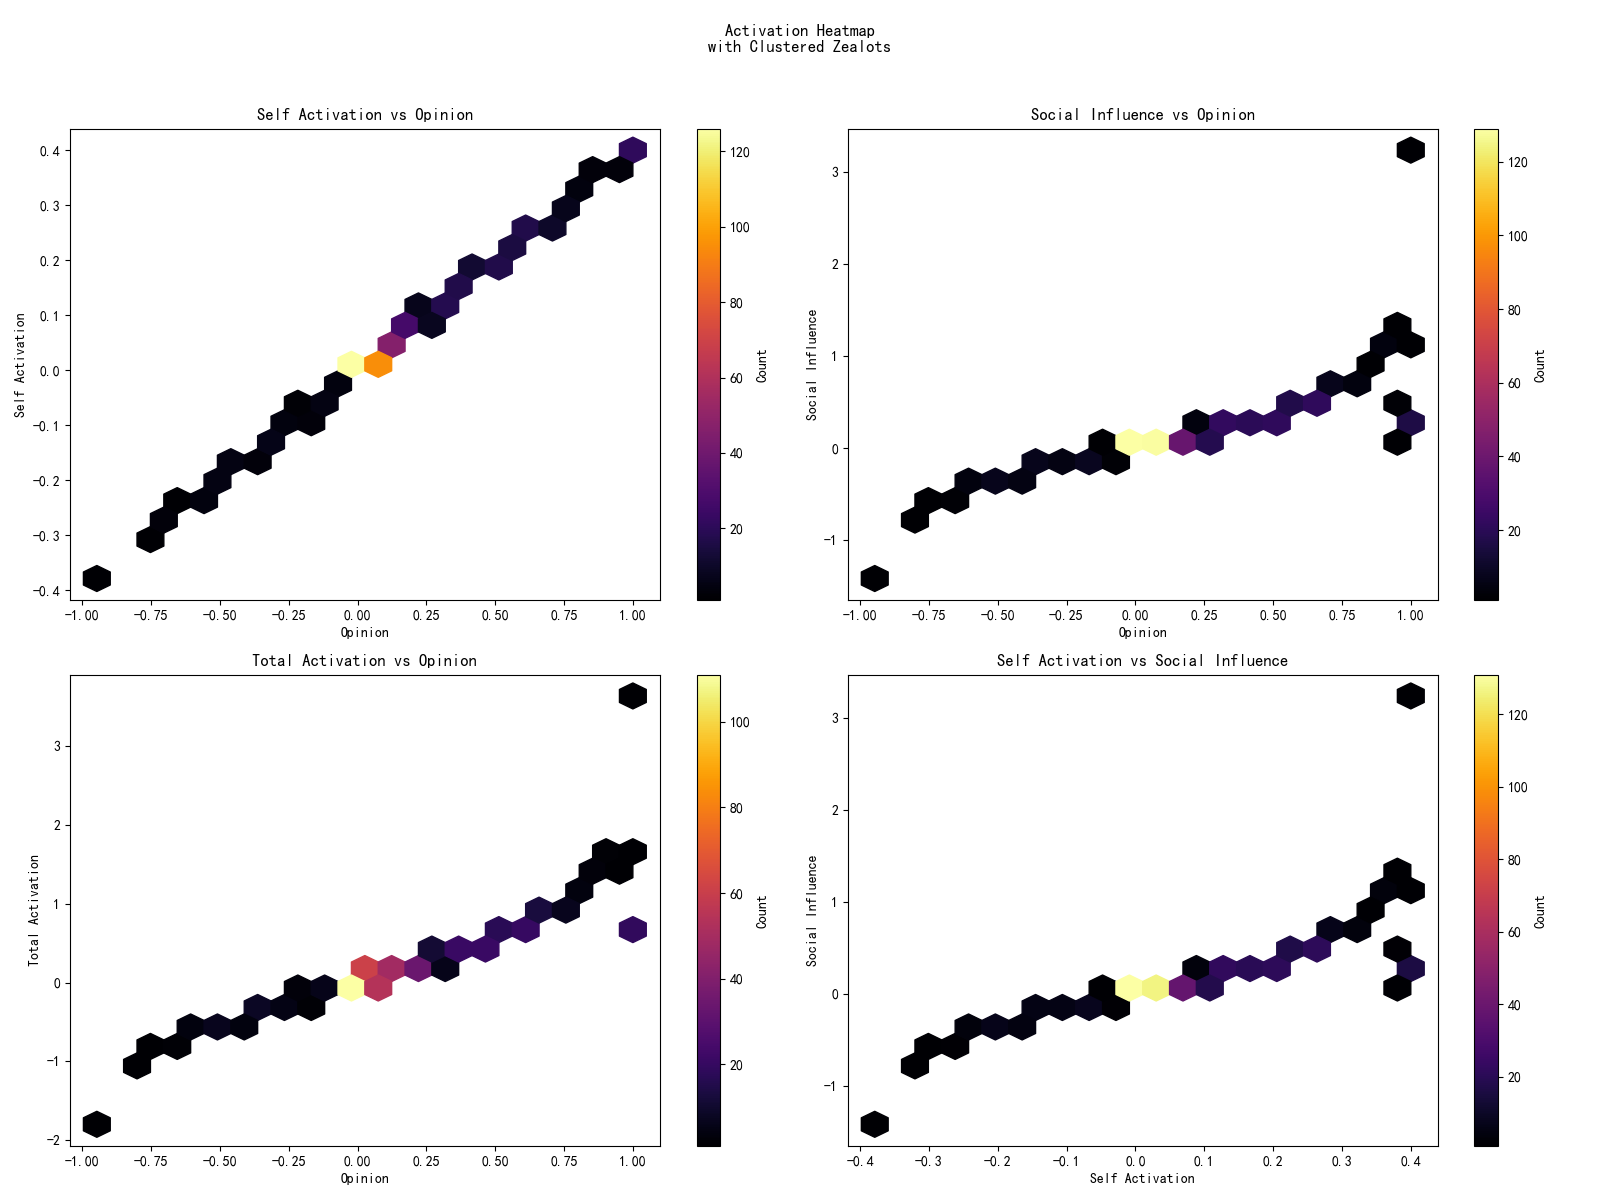 Activation Heatmap
with Clustered Zealots
Self Activation vs Opinion
0.4
0.3
0.2
0.1
0.0
-0.1
-0.2
-0.3
-0.4
Self Activation
-1.00 -0.75 -0.50 -0.25 0.00 0.25 0.50 0.75 1.00
Opinion
120
100
80
60
40
20
Count
Social Influence vs Opinion
3
2
1
0
-1
Social Influence
-1.00 -0.75 -0.50 -0.25 0.00 0.25 0.50 0.75 1.00
Opinion
120
100
80
60
40
20
Count
Total Activation vs Opinion
3
2
1
0
-1
-2
Total Activation
-1.00 -0.75 -0.50 -0.25 0.00 0.25 0.50 0.75 1.00
Opinion
100
80
60
40
20
Count
Self Activation vs Social Influence
3
2
1
0
-1
Social Influence
-0.4 -0.3 -0.2 -0.1 0.0 0.1 0.2 0.3 0.4
Self Activation
120
100
80
60
40
20
Count